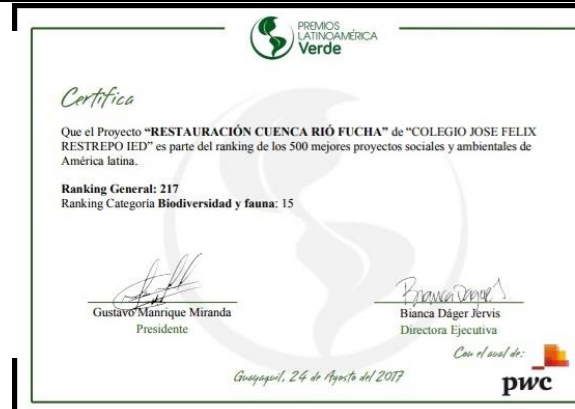 PREMIOS
LATINOAMÉRICA
Verde
Certifica
Que el Proyecto “RESTAURACIÓN CUENCA RIÓ FUCHA” de “COLEGIO JOSE FELIX
RESTREPO IED” es parte del ranking de los 500 mejores proyectos sociales y ambientales de
América latina.
Ranking General: 217
Ranking Categoría Biodiversidad y fauna: 15
Bianca Dager J.
Gustavo Manrique Miranda
Presidente
Bianca Dáger Jervis
Directora Ejecutiva
Con el aval de:
pwc
Guayaquil, 24 de Agosto del 2017